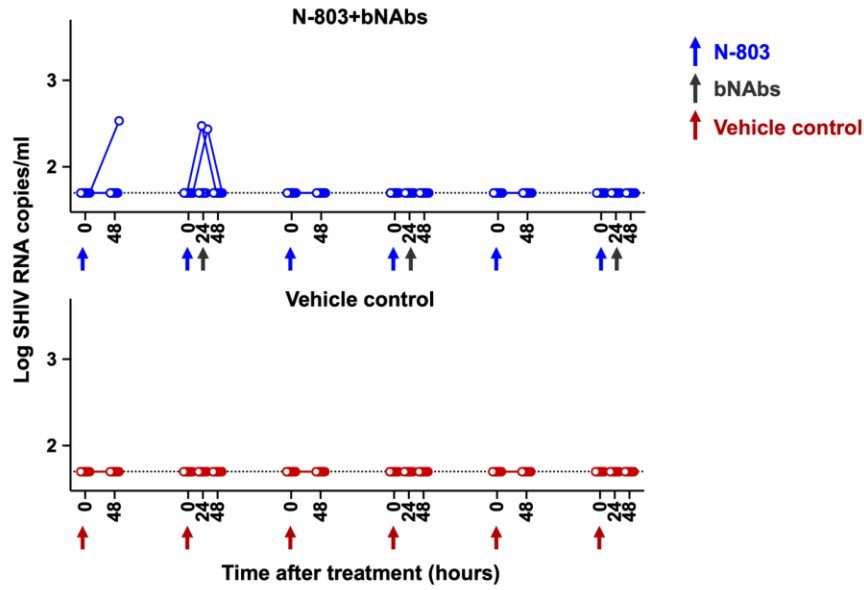 N-803+bNAbs
N-803
bNAbs
Vehicle control
Log SHIV RNA copies/ml
3
2
0 48 0 24 48 0 48 0 24 48 0 48 0 24 48
Vehicle control
3
2
0 48 0 24 48 0 48 0 24 48 0 48 0 24 48
Time after treatment (hours)